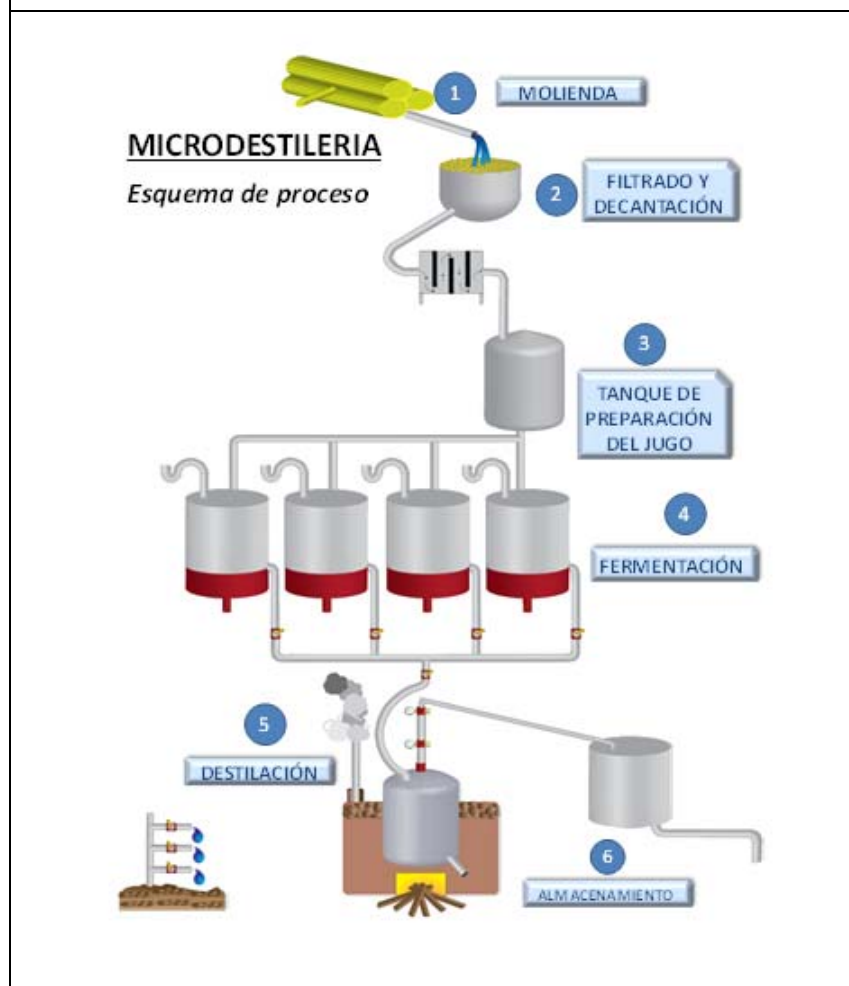 1
MOLIENDA
MICRODESTILERIA
Esquema de proceso
2
FILTRADO Y
DECANTACIÓN
3
TANQUE DE
PREPARACIÓN
DEL JUGO
4
FERMENTACIÓN
5
DESTILACIÓN
6
ALMACENAMIENTO